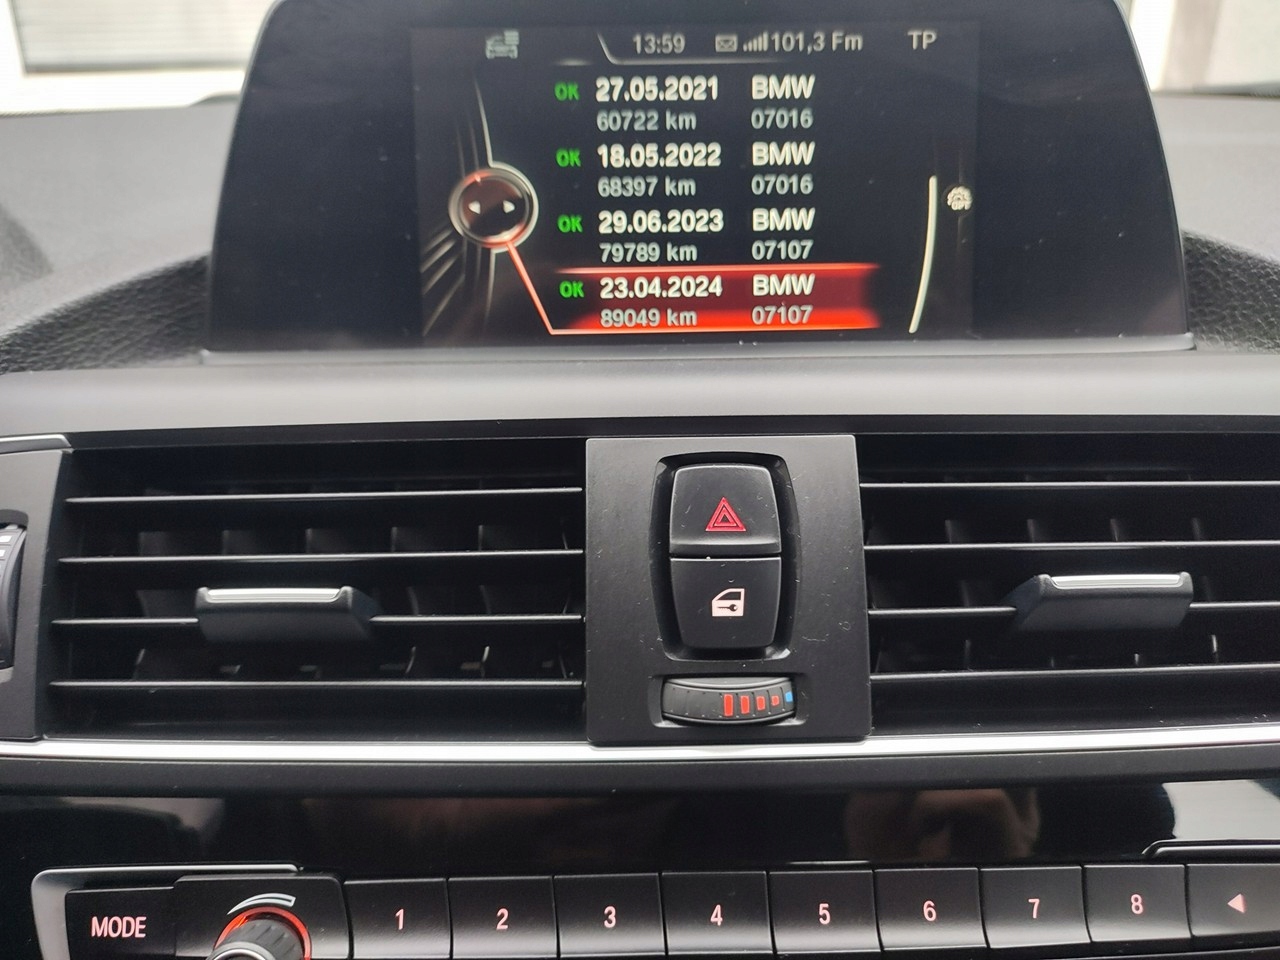 13:59 101,3 Fm TP
OK 27.05.2021 BMW
60722 km 07016
OK 18.05.2022 BMW
68397 km 07016
OK 29.06.2023 BMW
79789 km 07107
OK 23.04.2024 BMW
89049 km 07107
MODE 1 2 3 4 5 6 7 8